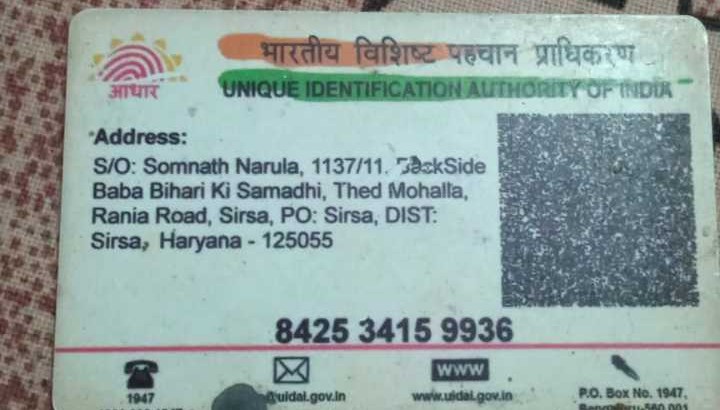 भारतीय विशिष्ट पहचान प्राधिकरण
आधार
UNIQUE IDENTIFICATION AUTHORITY OF INDIA
Address:
S/O: Somnath Narula, 1137/11. BackSide
Baba Bihari Ki Samadhi, Thed Mohalla,
Rania Road, Sirsa, PO: Sirsa, DIST:
Sirsa, Haryana - 125055
8425 3415 9936
WWW
1947
uidai.gov.in
www.uidai.gov.in
P.O. Box No. 1947,